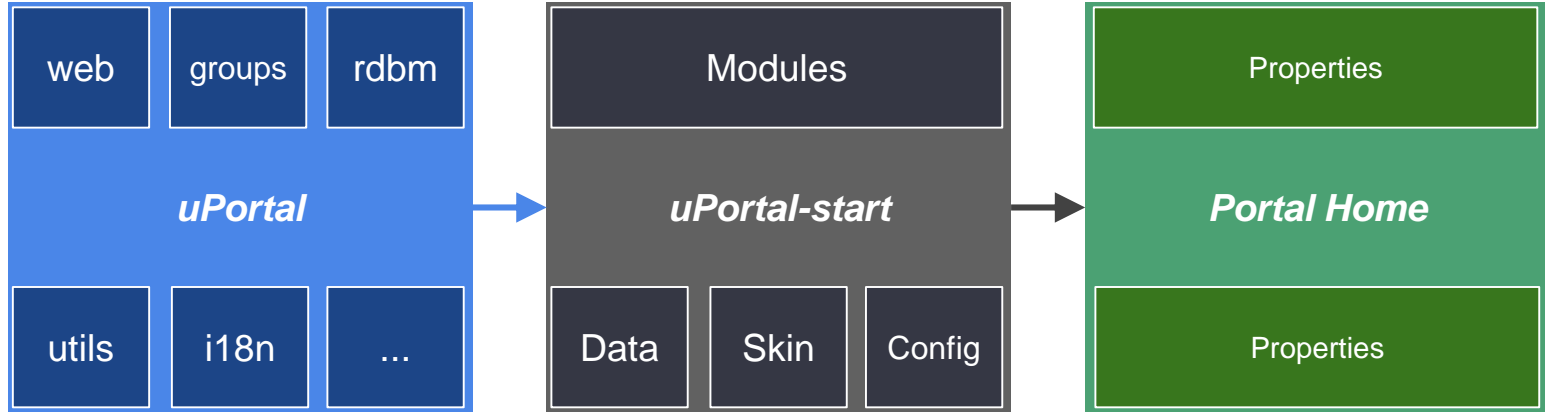 web
groups
rdbm
uPortal
utils
i18n
...
Modules
uPortal-start
Data
Skin
Config
Properties
Portal Home
Properties